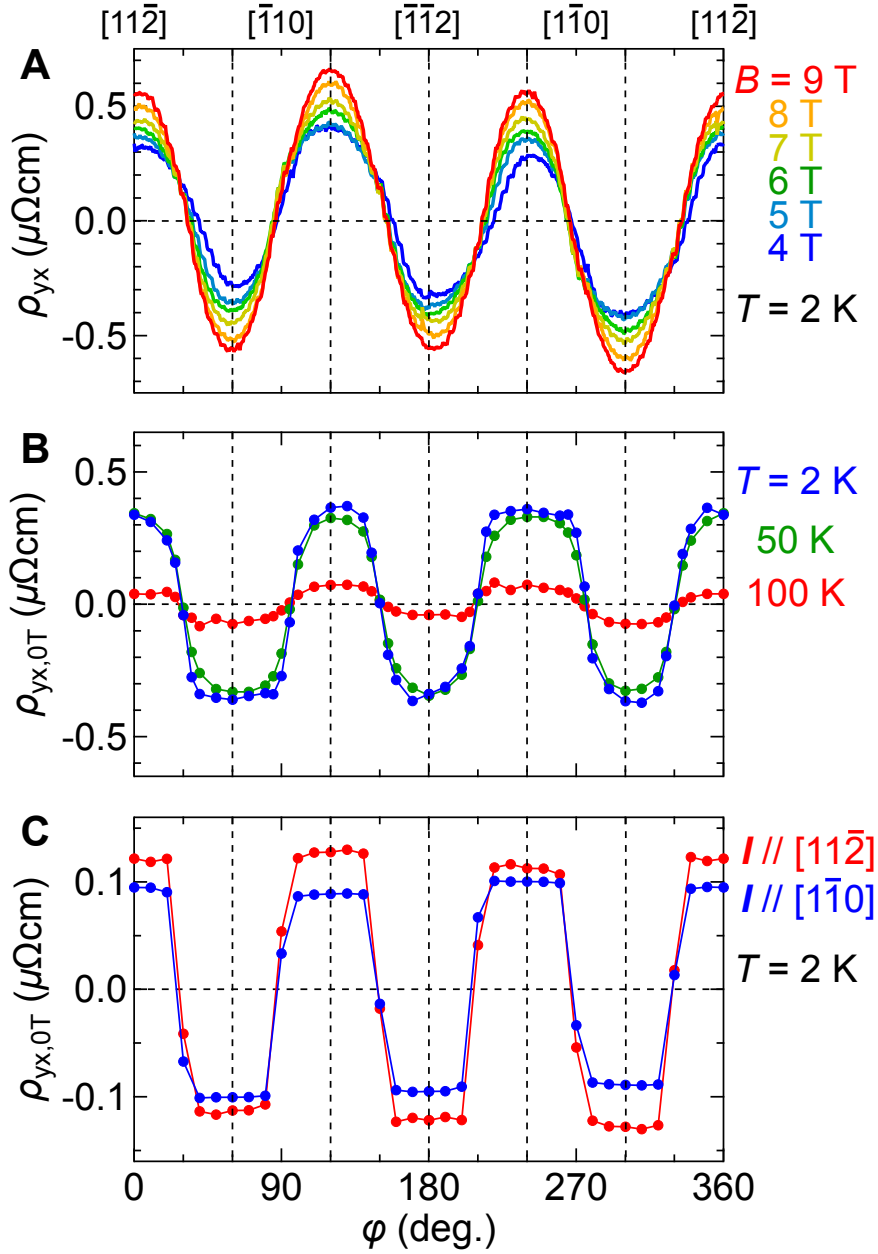 [112̅] [1̅10] [1̅1̅2] [11̅0] [112̅]
A
ρyx (μΩcm)
0.5
0.0
-0.5
B = 9 T
8 T
7 T
6 T
5 T
4 T
T = 2 K
B
ρyx,0T (μΩcm)
0.5
0.0
-0.5
T = 2 K
50 K
100 K
C
ρyx,0T (μΩcm)
0.1
0.0
-0.1
I // [112̅]
I // [11̅0]
T = 2 K
0 90 180 270 360
φ (deg.)